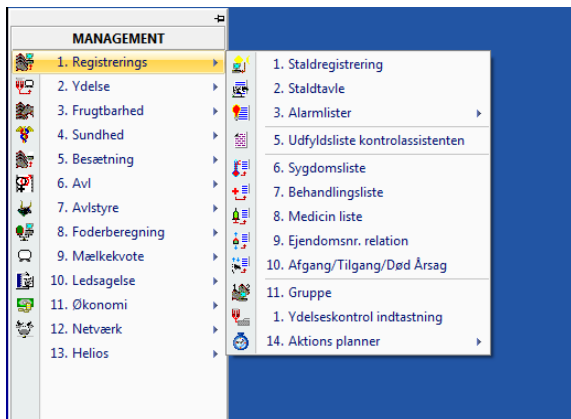 MANAGEMENT
1. Registrerings
2. Ydelse
3. Frugtbarhed
4. Sundhed
5. Besætning
6. Avl
7. Avlstyre
8. Foderberegning
9. Mælkekvote
10. Ledsagelse
11. Økonomi
12. Netværk
13. Helios
1. Staldregistrering
2. Staldtavle
3. Alarmlister
5. Udfyldsliste kontrolassistenten
6. Sygdomsliste
7. Behandlingsliste
8. Medicin liste
9. Ejendomsnr. relation
10. Afgang/Tilgang/Død Årsag
11. Gruppe
1. Ydelseskontrol indtastning
14. Aktions planner